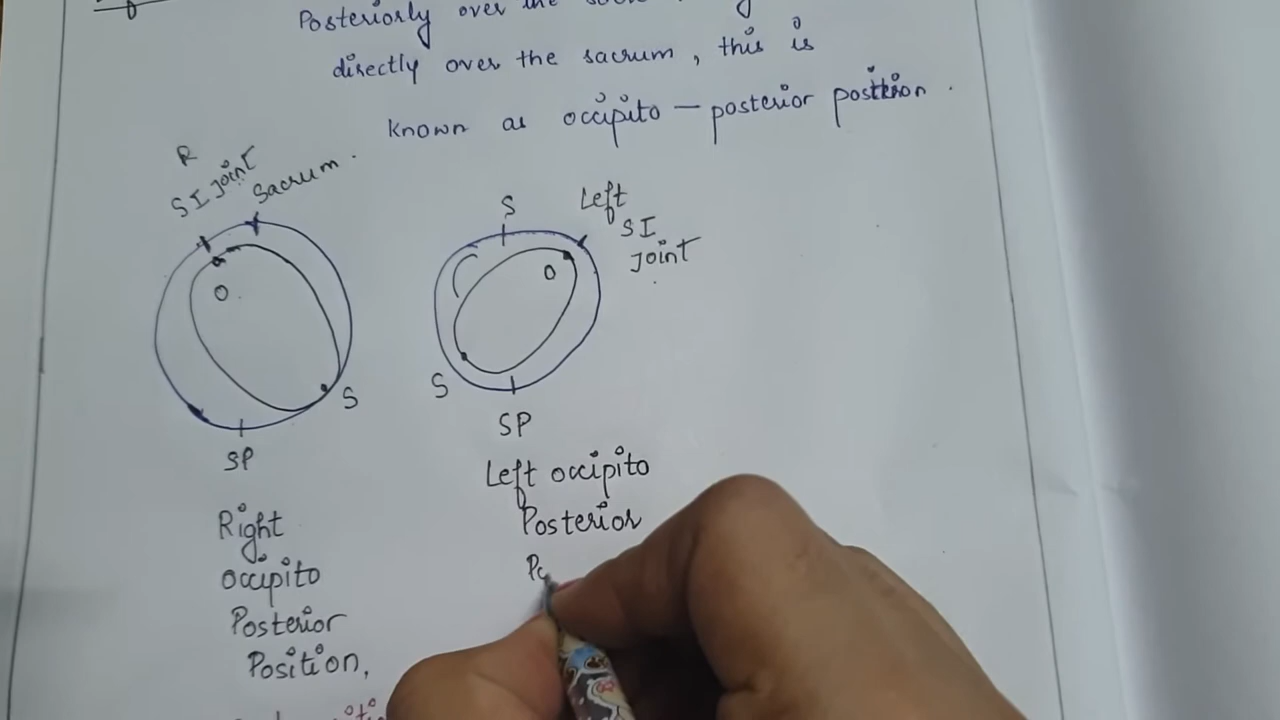 Posteriorly over the
directly over the sacrum, this is
known as occipito — posterior position.
R
SI Joint
Sacrum.
O
S
SP
Right
Occipito
Posterior
Position,
S
Left
SI
Joint
O
S
SP
Left occipito
Posterior
Po